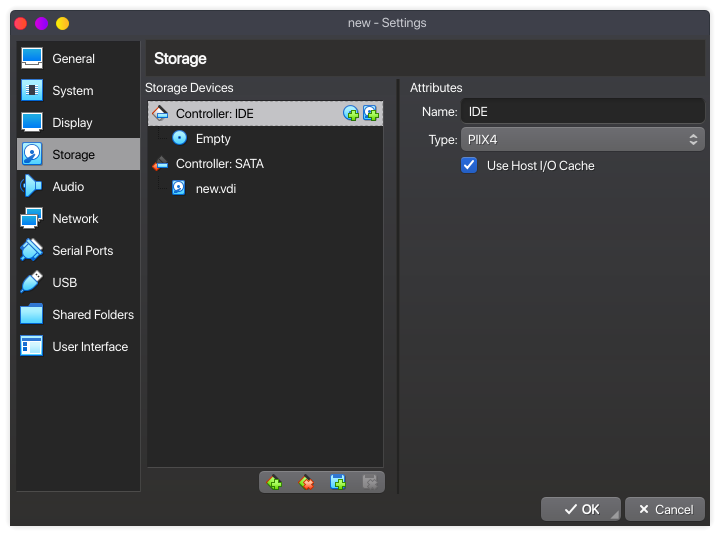 new - Settings
General
System
Display
Storage
Audio
Network
Serial Ports
USB
Shared Folders
User Interface
Storage
Storage Devices
Controller: IDE
Empty
Controller: SATA
new.vdi
Attributes
Name: IDE
Type: PIIX4
Use Host I/O Cache
OK
Cancel